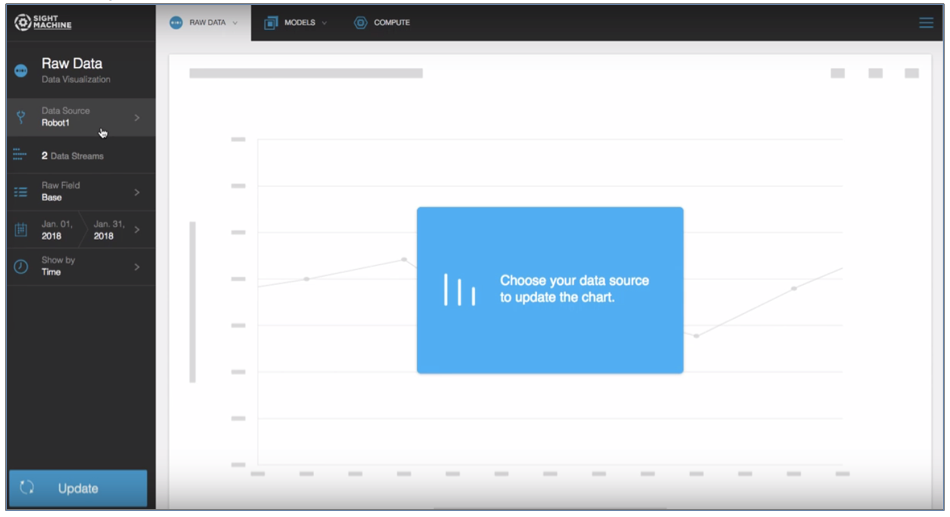 SIGHT
MACHINE
RAW DATA
MODELS
COMPUTE
Raw Data
Data Visualization
Data Source
Robot1
2 Data Streams
Raw Field
Base
Jan. 01, 2018
Jan. 31, 2018
Show by
Time
Update
Choose your data source
to update the chart.